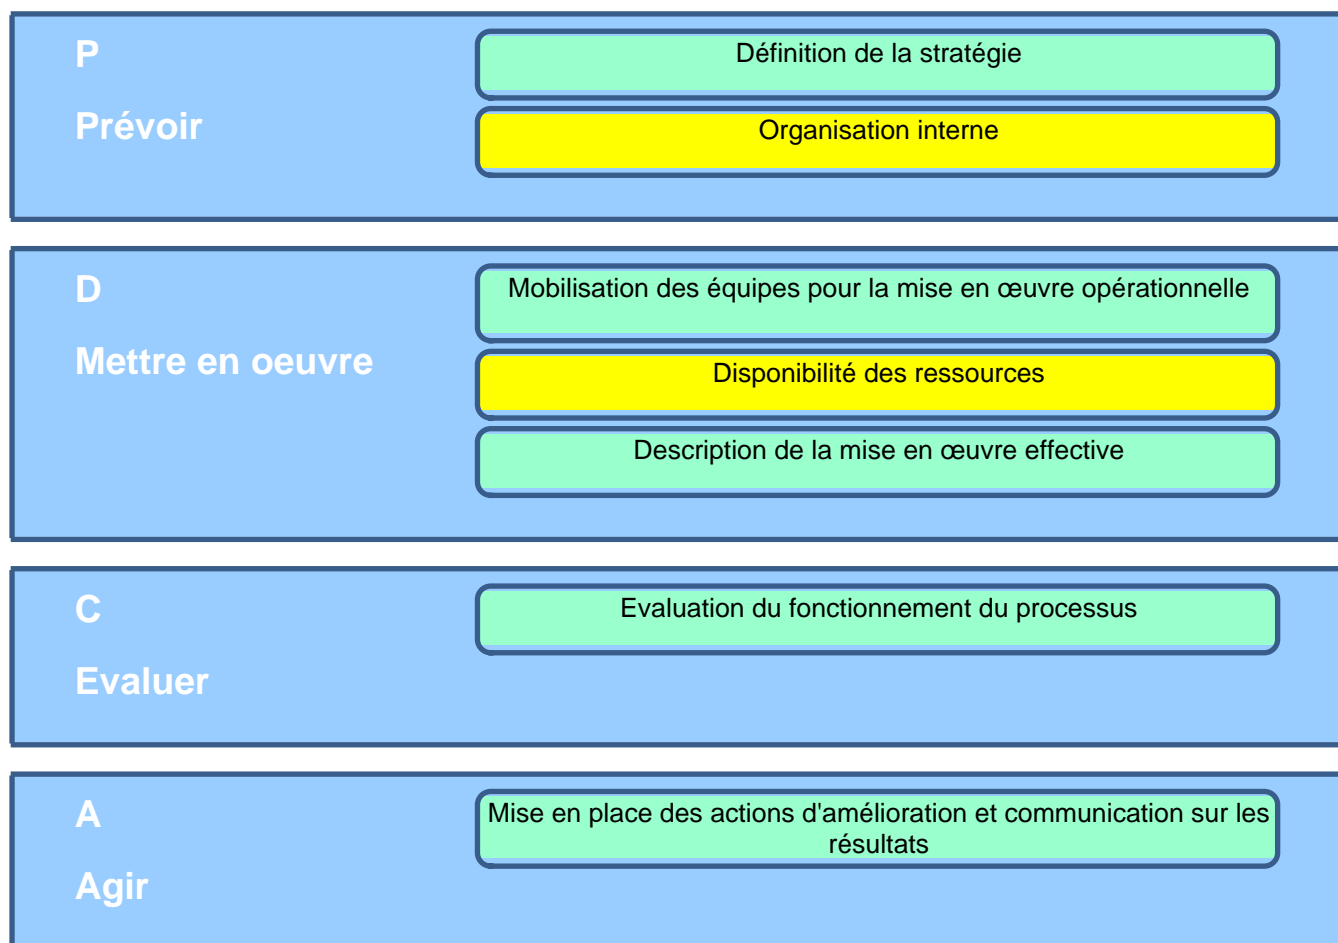 P
Définition de la stratégie
Prévoir
Organisation interne
D
Mobilisation des équipes pour la mise en œuvre opérationnelle
Mettre en oeuvre
Disponibilité des ressources
Description de la mise en œuvre effective
C
Evaluation du fonctionnement du processus
Evaluer
A
Mise en place des actions d'amélioration et communication sur les
résultats
Agir